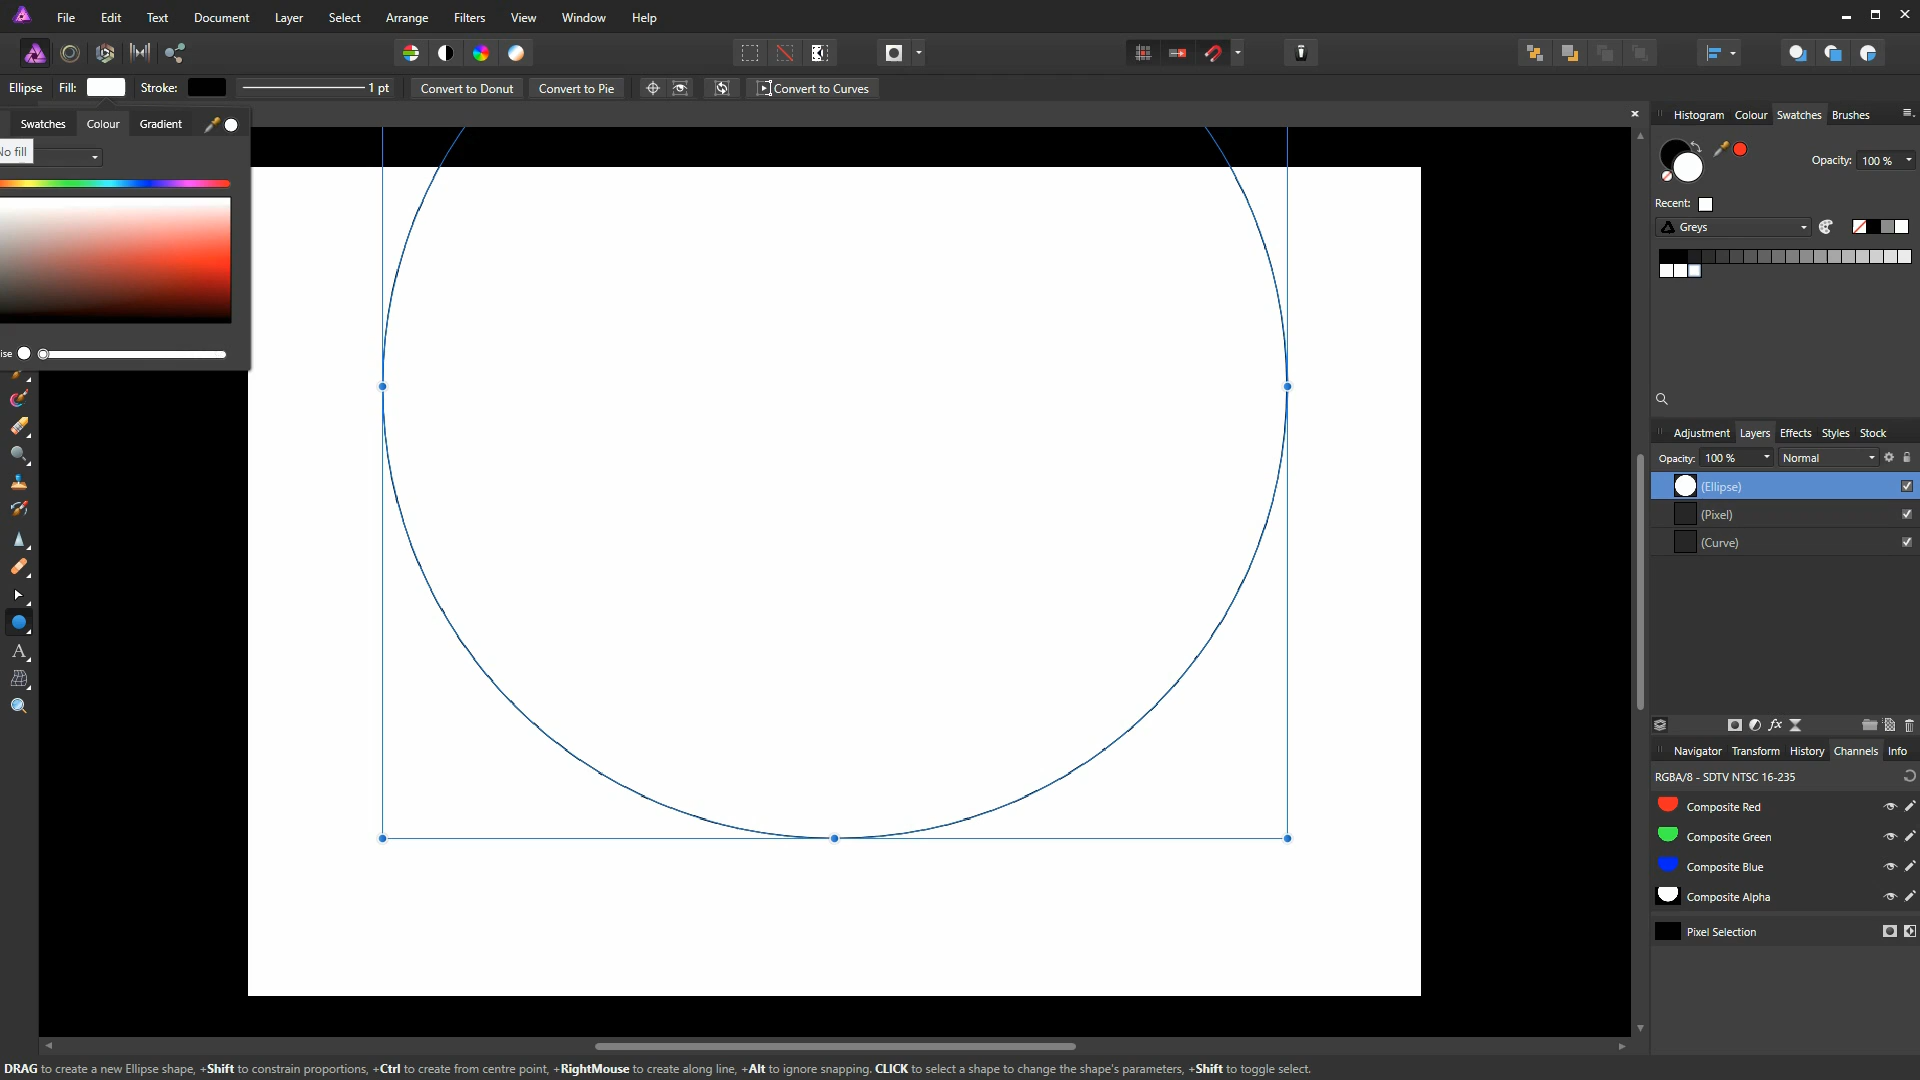 File Edit Text Document Layer Select Arrange Filters View Window Help
Ellipse Fill: Stroke: 1 pt Convert to Donut Convert to Pie Convert to Curves
Swatches Colour Gradient
No fill
Histogram Colour Swatches Brushes
Opacity: 100 %
Recent:
Greys
Adjustment Layers Effects Styles Stock
Opacity: 100 % Normal
(Ellipse)
(Pixel)
(Curve)
A
fx
Navigator Transform History Channels Info
RGBA/8 - SDTV NTSC 16-235
Composite Red
Composite Green
Composite Blue
Composite Alpha
Pixel Selection
DRAG to create a new Ellipse shape, +Shift to constrain proportions, +Ctrl to create from centre point, +RightMouse to create along line, +Alt to ignore snapping. CLICK to select a shape to change the shape's parameters, +Shift to toggle select.